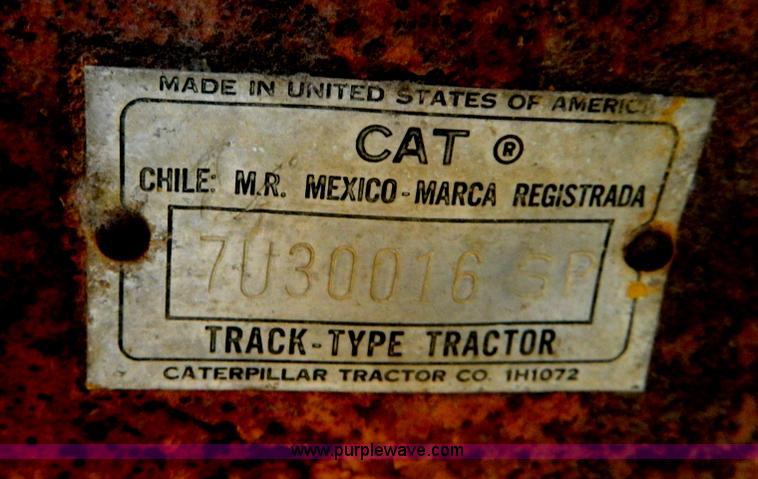 MADE IN UNITED STATES OF AMERICA
CAT ®
CHILE: M.R. MEXICO-MARCA REGISTRADA
7U30016 SP
TRACK-TYPE TRACTOR
CATERPILLAR TRACTOR CO. 1H1072
www.purplewave.com